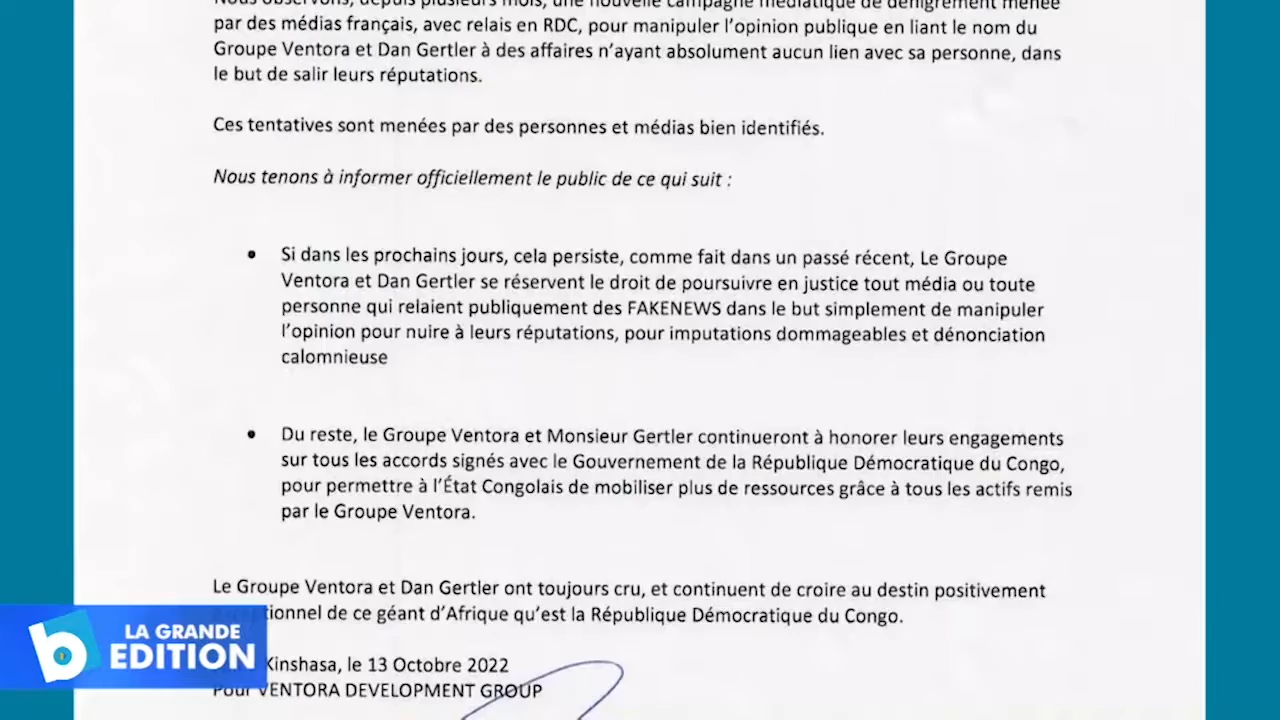 Nous observons, depuis plusieurs mois, une nouvelle campagne médiatique de dénigrement menée
par des médias français, avec relais en RDC, pour manipuler l'opinion publique en liant le nom du
Groupe Ventora et Dan Gertler à des affaires n'ayant absolument aucun lien avec sa personne, dans
le but de salir leurs réputations.
Ces tentatives sont menées par des personnes et médias bien identifiés.
Nous tenons à informer officiellement le public de ce qui suit :
• Si dans les prochains jours, cela persiste, comme fait dans un passé récent, Le Groupe
Ventora et Dan Gertler se réservent le droit de poursuivre en justice tout média ou toute
personne qui relaient publiquement des FAKENEWS dans le but simplement de manipuler
l'opinion pour nuire à leurs réputations, pour imputations dommageables et dénonciation
calomnieuse
• Du reste, le Groupe Ventora et Monsieur Gertler continueront à honorer leurs engagements
sur tous les accords signés avec le Gouvernement de la République Démocratique du Congo,
pour permettre à l'État Congolais de mobiliser plus de ressources grâce à tous les actifs remis
par le Groupe Ventora.
Le Groupe Ventora et Dan Gertler ont toujours cru, et continuent de croire au destin positivement
de ce géant d'Afrique qu'est la République Démocratique du Congo.
Kinshasa, le 13 Octobre 2022
Pour VENTORA DEVELOPMENT GROUP
b LA GRANDE
EDITION